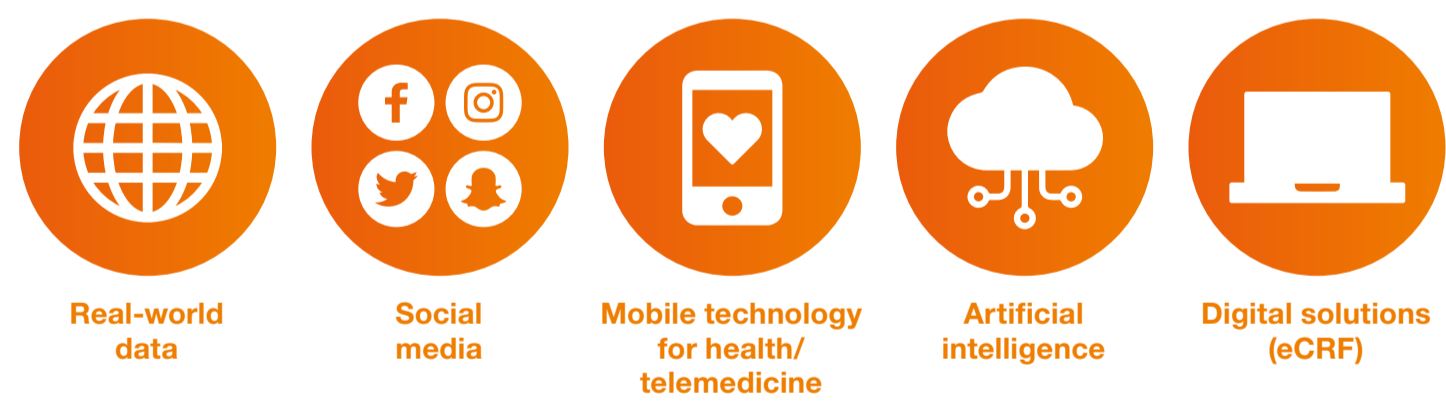 Real-world
data
Social
media
Mobile technology
for health/
telemedicine
Artificial
intelligence
Digital solutions
(eCRF)